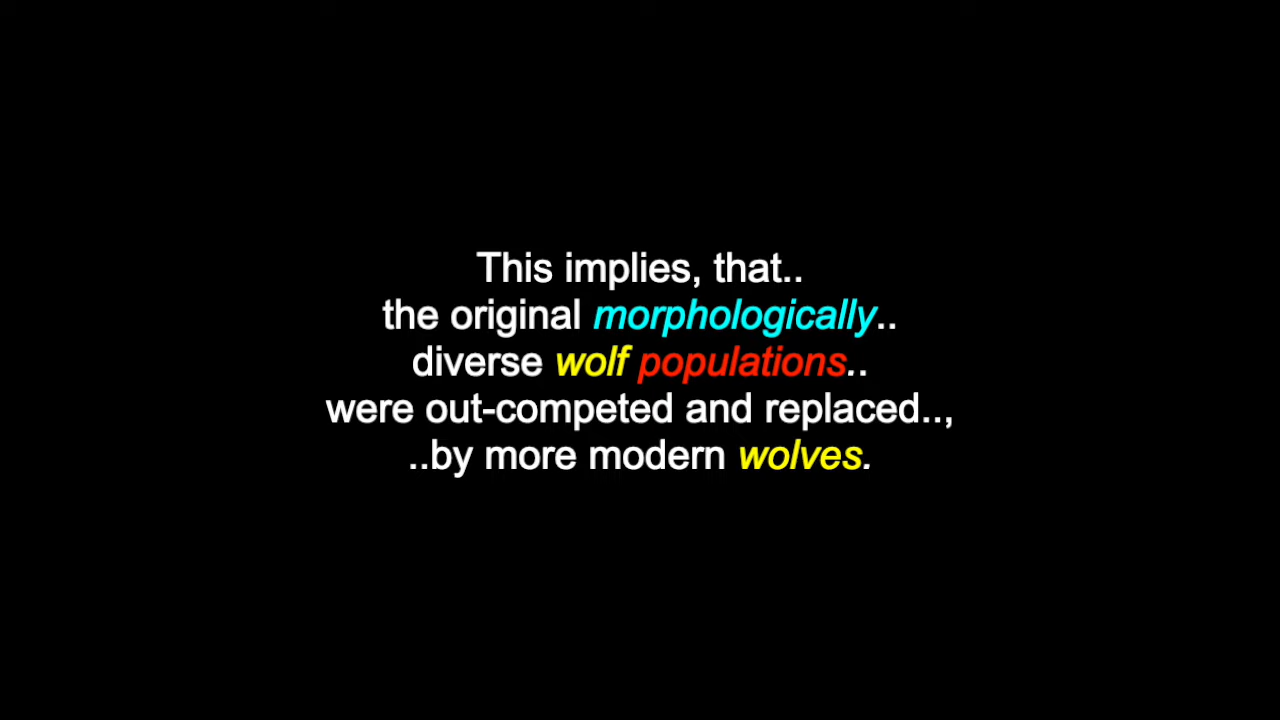 This implies, that..
the original morphologically..
diverse wolf populations..
were out-competed and replaced..,
..by more modern wolves.